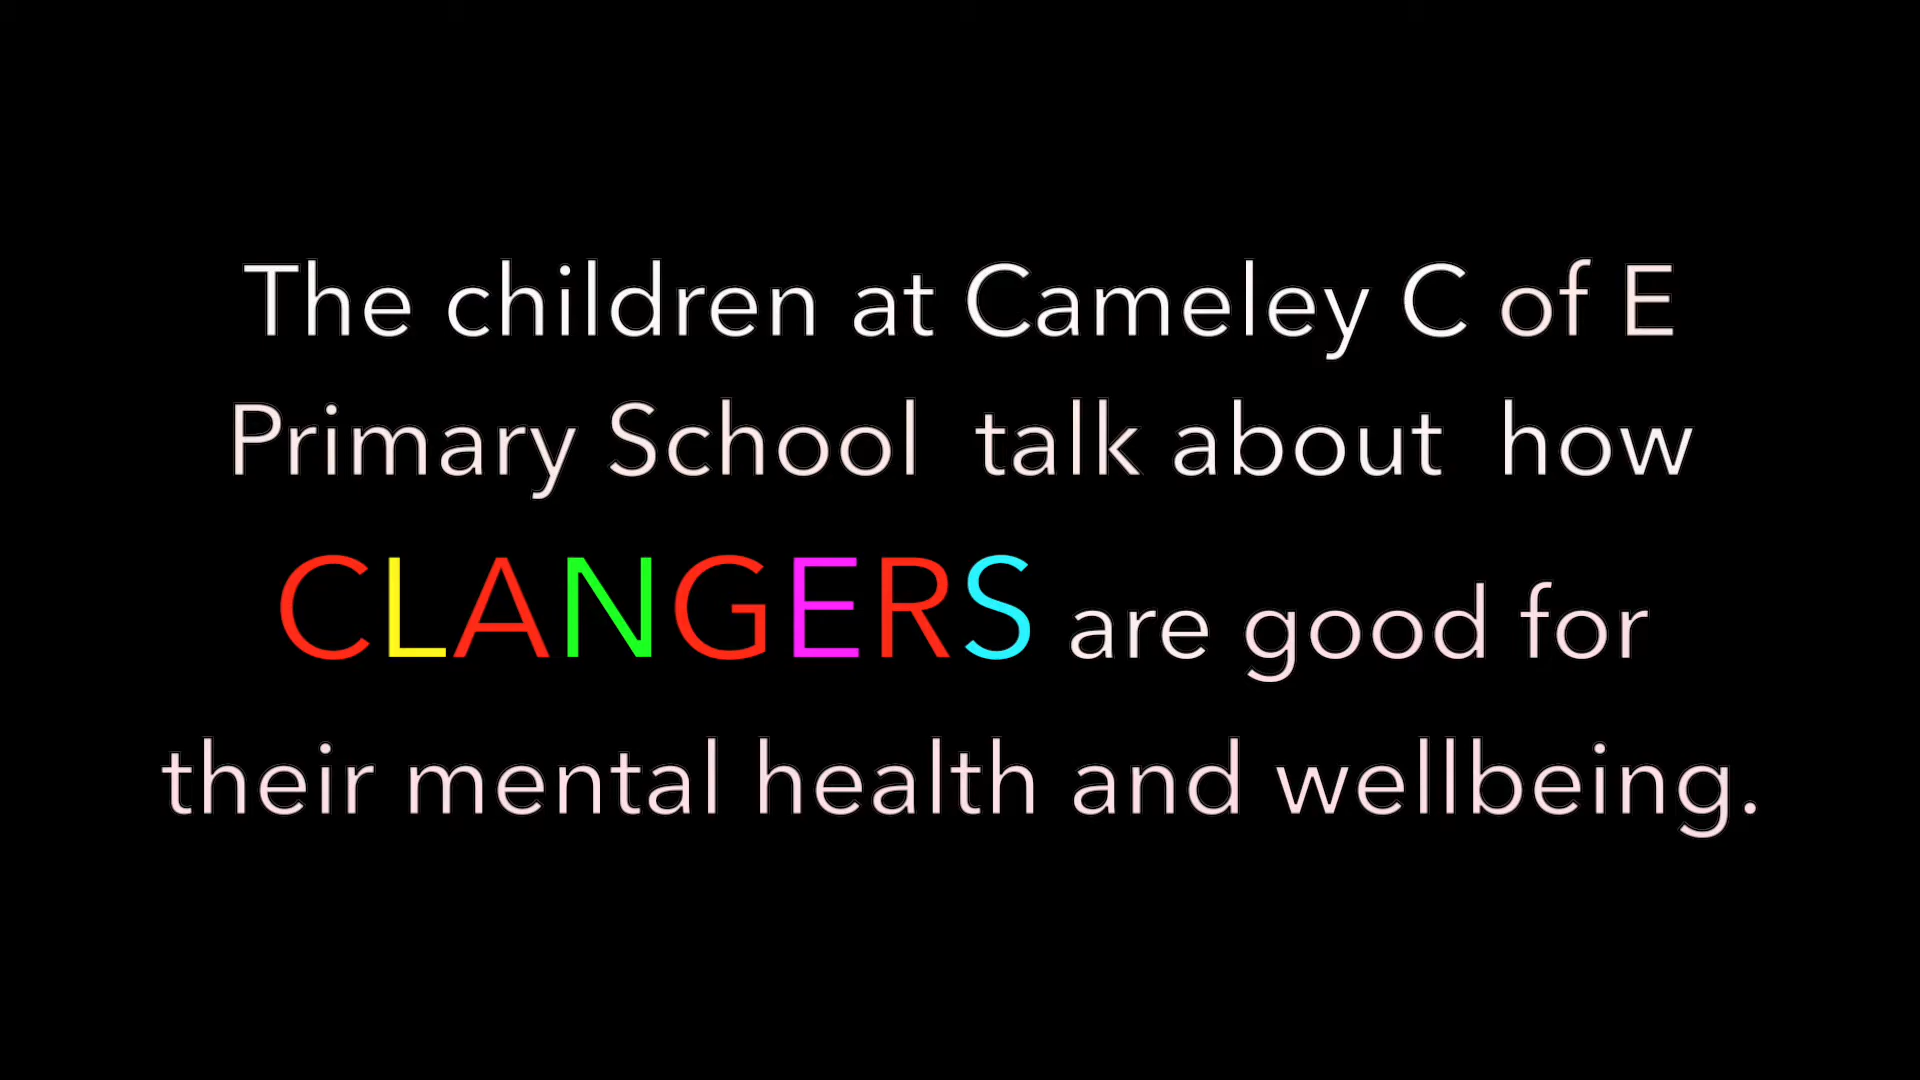 The children at Cameley C of E
Primary School  talk about  how
CLANGERS are good for
their mental health and wellbeing.